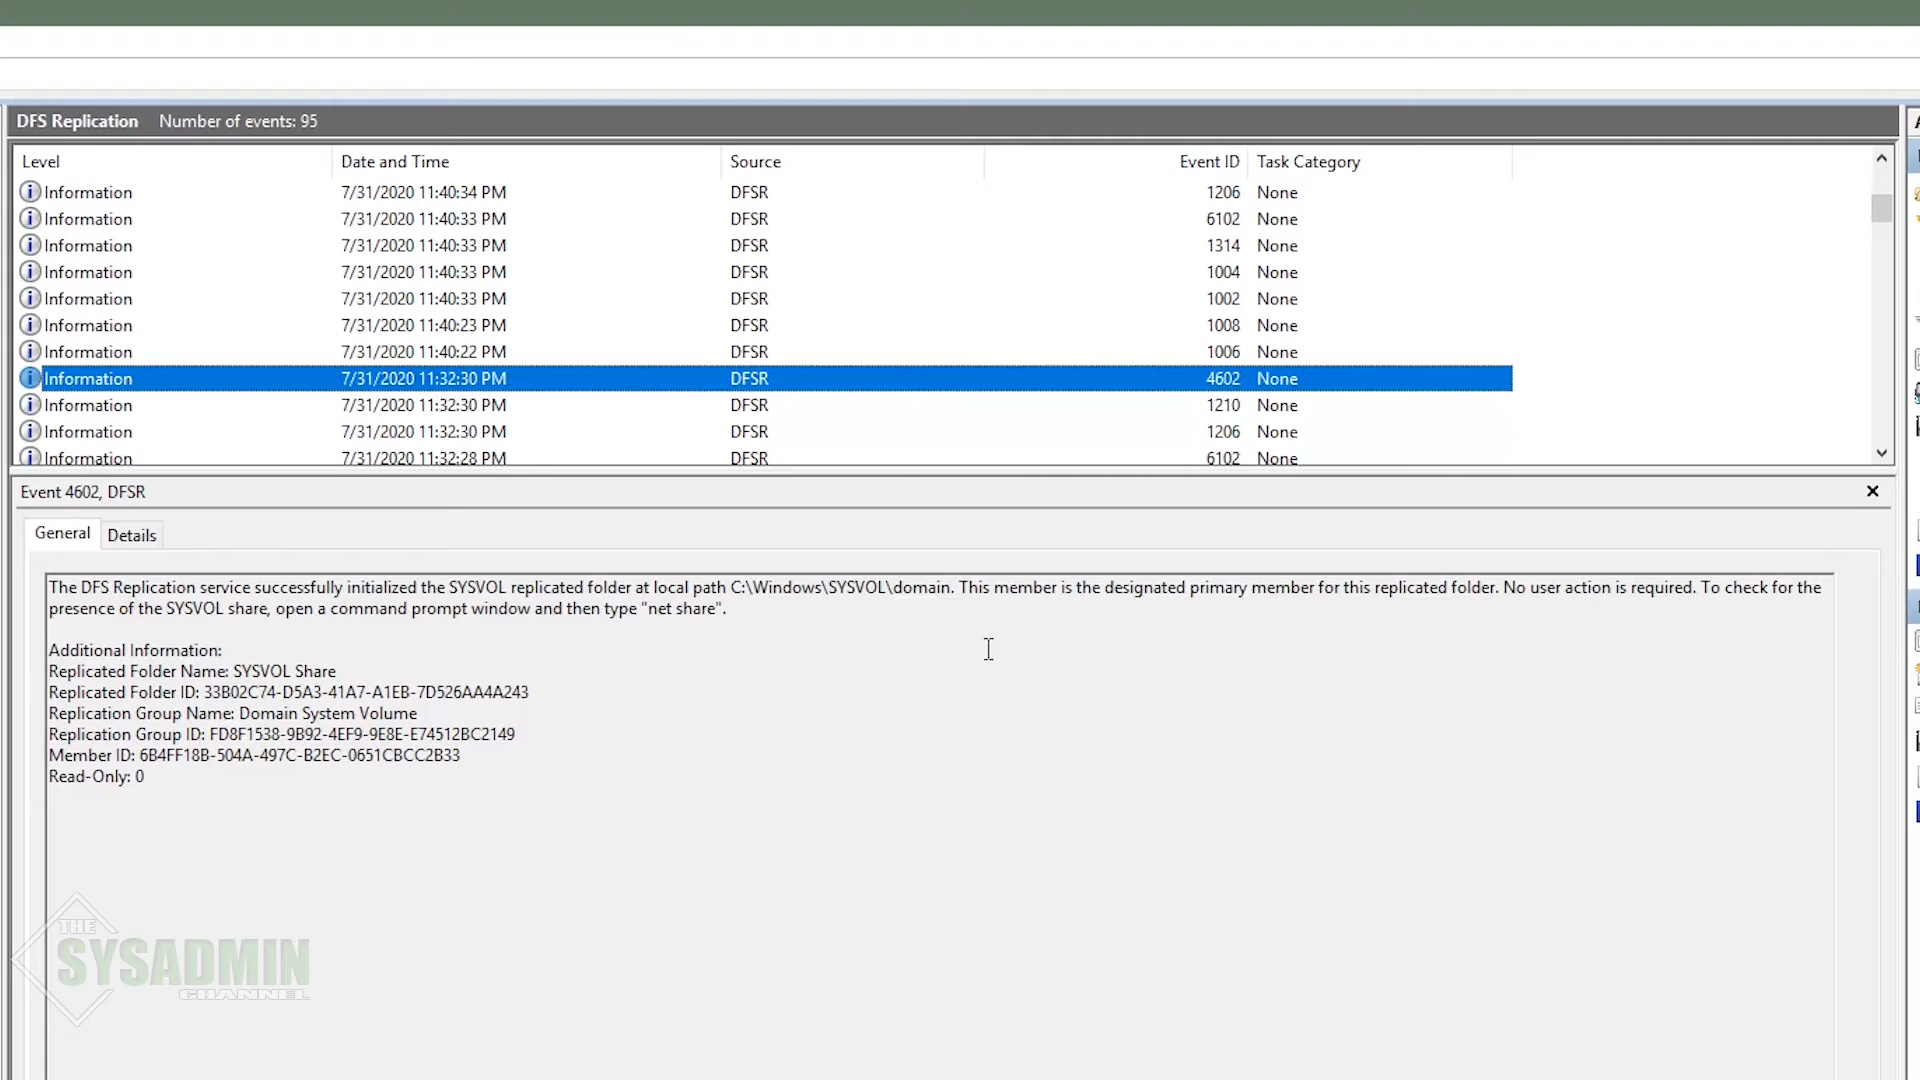 DFS Replication Number of events: 95
Level Date and Time Source Event ID Task Category
Information 7/31/2020 11:40:34 PM DFSR 1206 None
Information 7/31/2020 11:40:33 PM DFSR 6102 None
Information 7/31/2020 11:40:33 PM DFSR 1314 None
Information 7/31/2020 11:40:33 PM DFSR 1004 None
Information 7/31/2020 11:40:33 PM DFSR 1002 None
Information 7/31/2020 11:40:23 PM DFSR 1008 None
Information 7/31/2020 11:40:22 PM DFSR 1006 None
Information 7/31/2020 11:32:30 PM DFSR 4602 None
Information 7/31/2020 11:32:30 PM DFSR 1210 None
Information 7/31/2020 11:32:30 PM DFSR 1206 None
Information 7/31/2020 11:32:28 PM DFSR 6102 None
Event 4602, DFSR
General Details
The DFS Replication service successfully initialized the SYSVOL replicated folder at local path C:\Windows\SYSVOL\domain. This member is the designated primary member for this replicated folder. No user action is required. To check for the
presence of the SYSVOL share, open a command prompt window and then type "net share".
Additional Information:
Replicated Folder Name: SYSVOL Share
Replicated Folder ID: 33B02C74-D5A3-41A7-A1EB-7D526AA4A243
Replication Group Name: Domain System Volume
Replication Group ID: FD8F1538-9B92-4EF9-9E8E-E74512BC2149
Member ID: 6B4FF18B-504A-497C-B2EC-0651CBCC2B33
Read-Only: 0
THE
SYSADMIN
CHANNEL